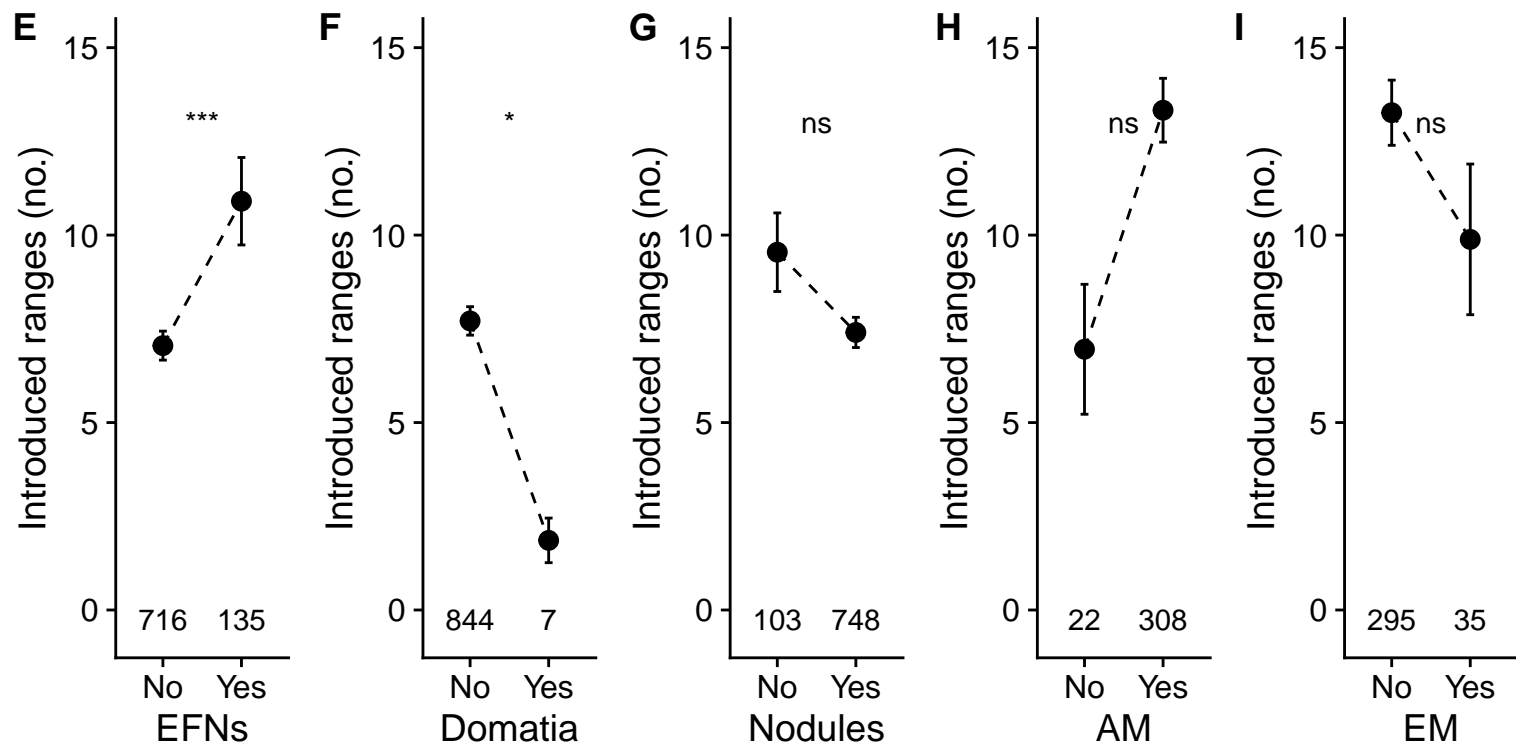 E
15
10
5
0
Introduced ranges (no.)
***
716 135
No Yes
EFNs
F
15
10
5
0
Introduced ranges (no.)
*
844 7
No Yes
Domatia
G
15
10
5
0
Introduced ranges (no.)
ns
103 748
No Yes
Nodules
H
15
10
5
0
Introduced ranges (no.)
ns
22 308
No Yes
AM
I
15
10
5
0
Introduced ranges (no.)
ns
295 35
No Yes
EM